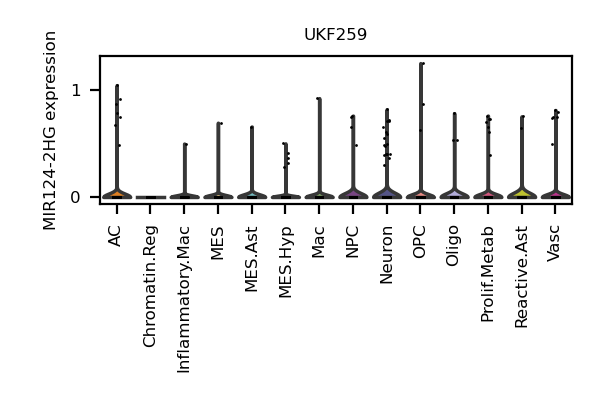 UKF259
MIR124-2HG expression
1
0
AC
Chromatin.Reg
Inflammatory.Mac
MES
MES.Ast
MES.Hyp
Mac
NPC
Neuron
OPC
Oligo
Prolif.Metab
Reactive.Ast
Vasc